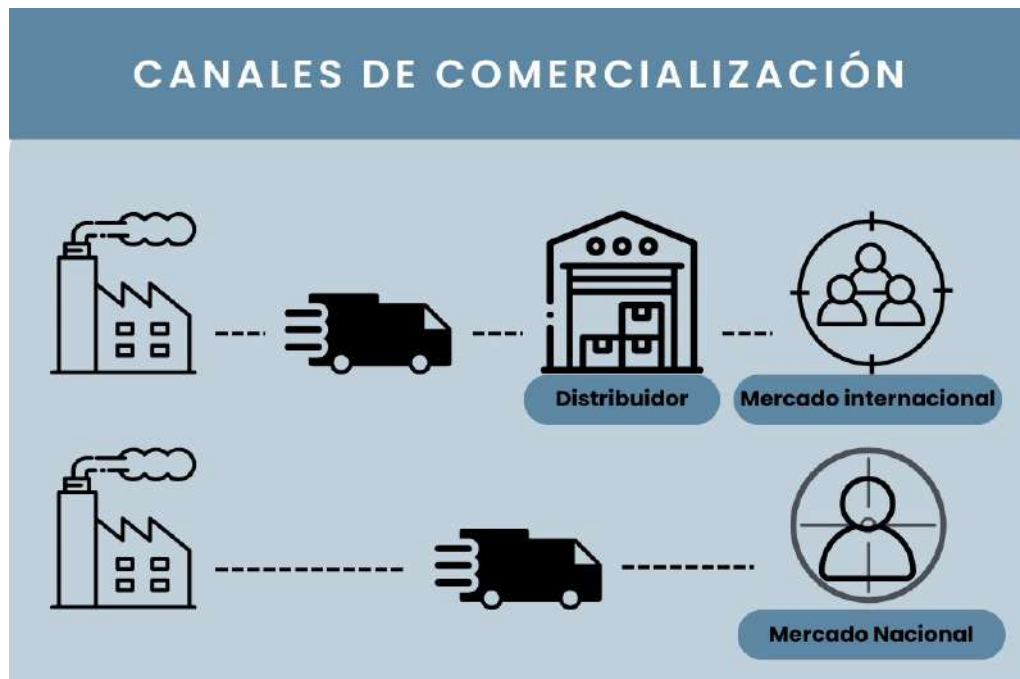 CANALES DE COMERCIALIZACIÓN
Distribuidor
Mercado internacional
Mercado Nacional